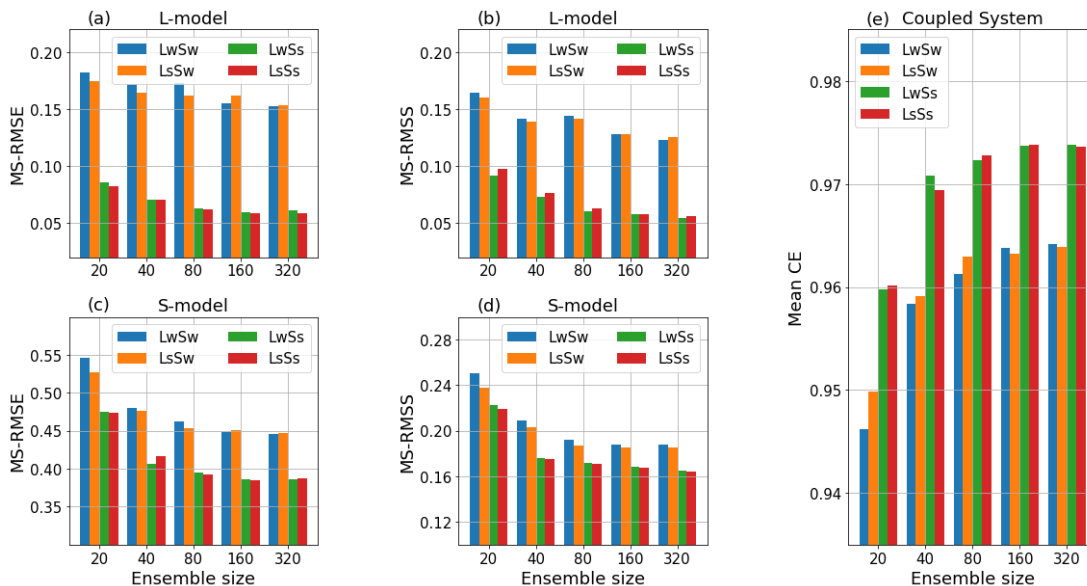 (a) L-model
0.20
0.15
0.10
0.05
MS-RMSE
LwSw LwSs
LsSw LsSs
20 40 80 160 320
(b) L-model
0.20
0.15
0.10
0.05
MS-RMSS
LwSw LwSs
LsSw LsSs
20 40 80 160 320
(c) S-model
0.55
0.50
0.45
0.40
0.35
MS-RMSE
LwSw LwSs
LsSw LsSs
20 40 80 160 320
Ensemble size
(d) S-model
0.28
0.24
0.20
0.16
0.12
MS-RMSS
LwSw LwSs
LsSw LsSs
20 40 80 160 320
Ensemble size
(e) Coupled System
0.98
0.97
0.96
0.95
0.94
Mean CE
LwSw
LsSw
LwSs
LsSs
20 40 80 160 320
Ensemble size